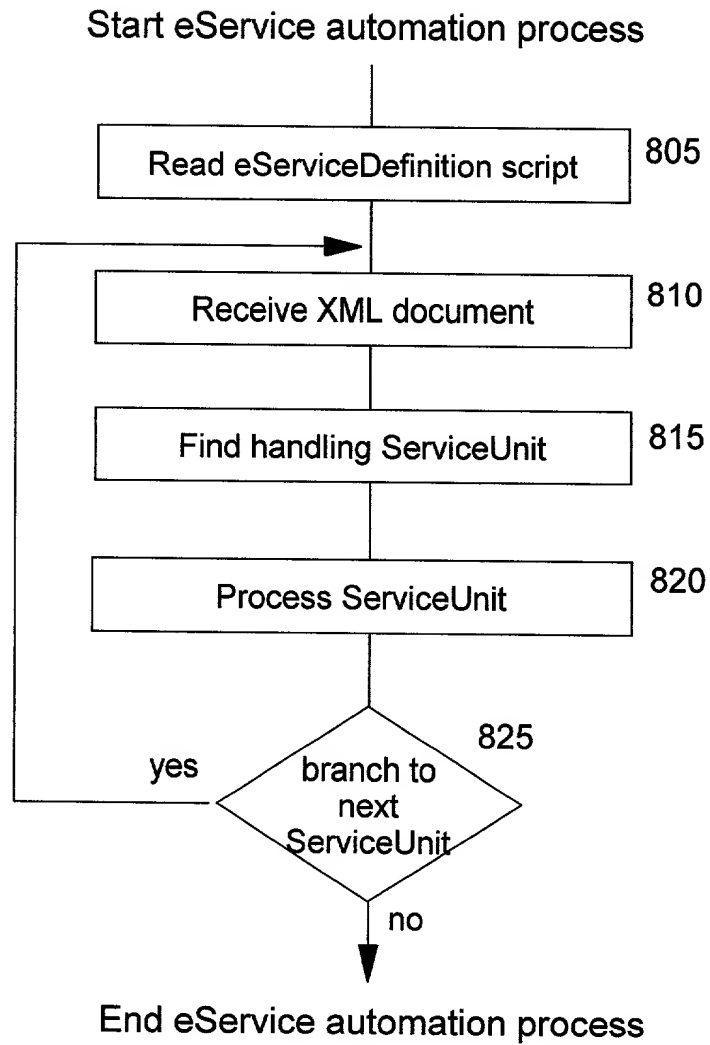 Start eService automation process
Read eServiceDefinition script
805
Receive XML document
810
Find handling ServiceUnit
815
Process ServiceUnit
820
825
yes
branch to
next
ServiceUnit
no
End eService automation process